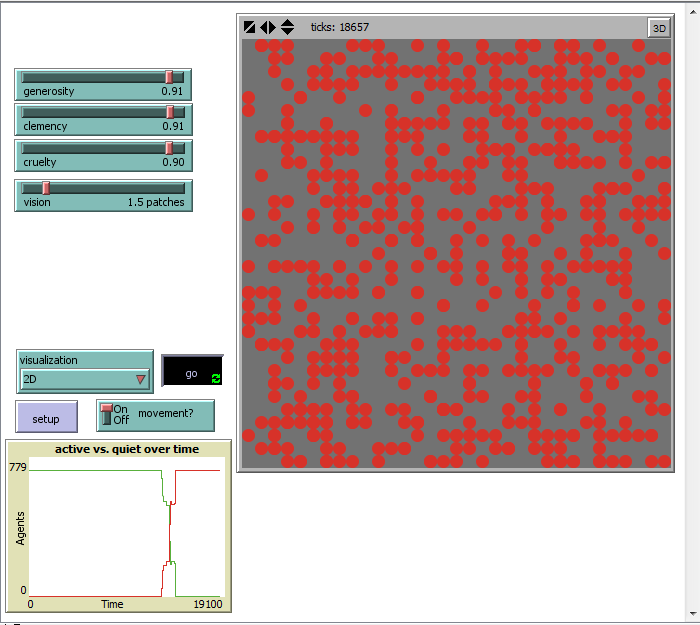 ticks: 18657
3D
generosity 0.91
clemency 0.91
cruelty 0.90
vision 1.5 patches
visualization
2D
go
setup
On
Off
movement?
active vs. quiet over time
779
Agents
0
0 Time 19100